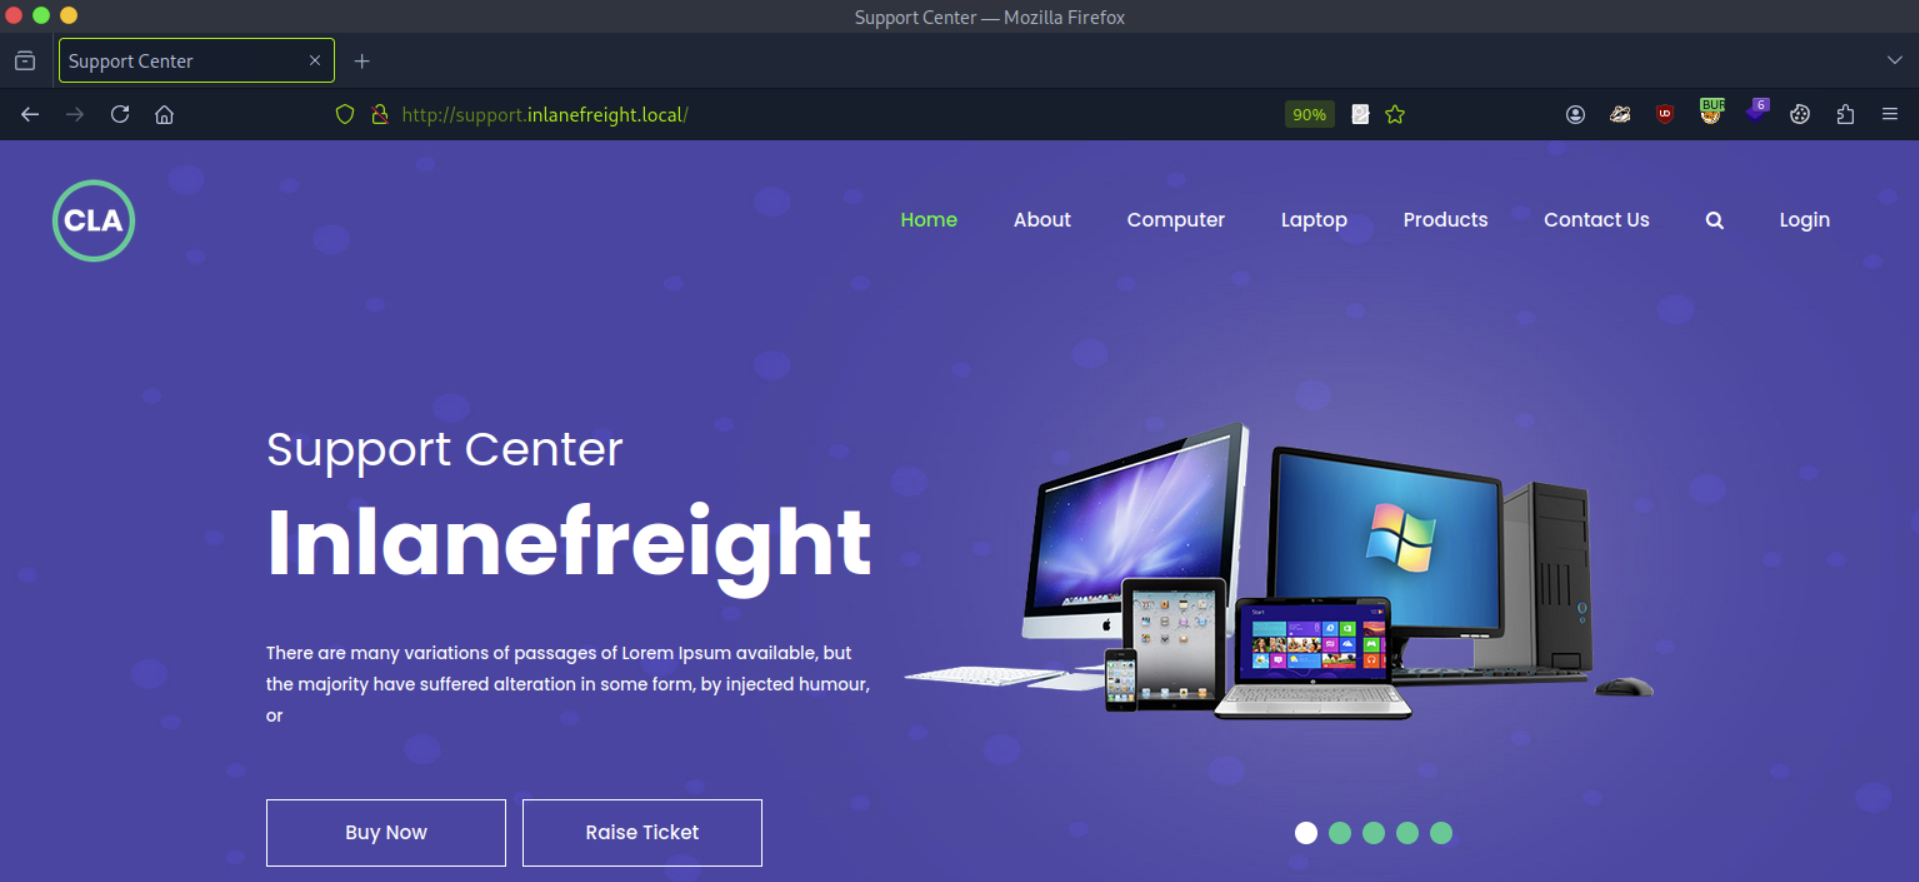 Support Center — Mozilla Firefox
Support Center
http://support.inlanefreight.local/
90%
UD
BUR
6
CLA
Home About Computer Laptop Products Contact Us Login
Support Center
Inlanefreight
There are many variations of passages of Lorem Ipsum available, but
the majority have suffered alteration in some form, by injected humour,
or
Start
Buy Now Raise Ticket